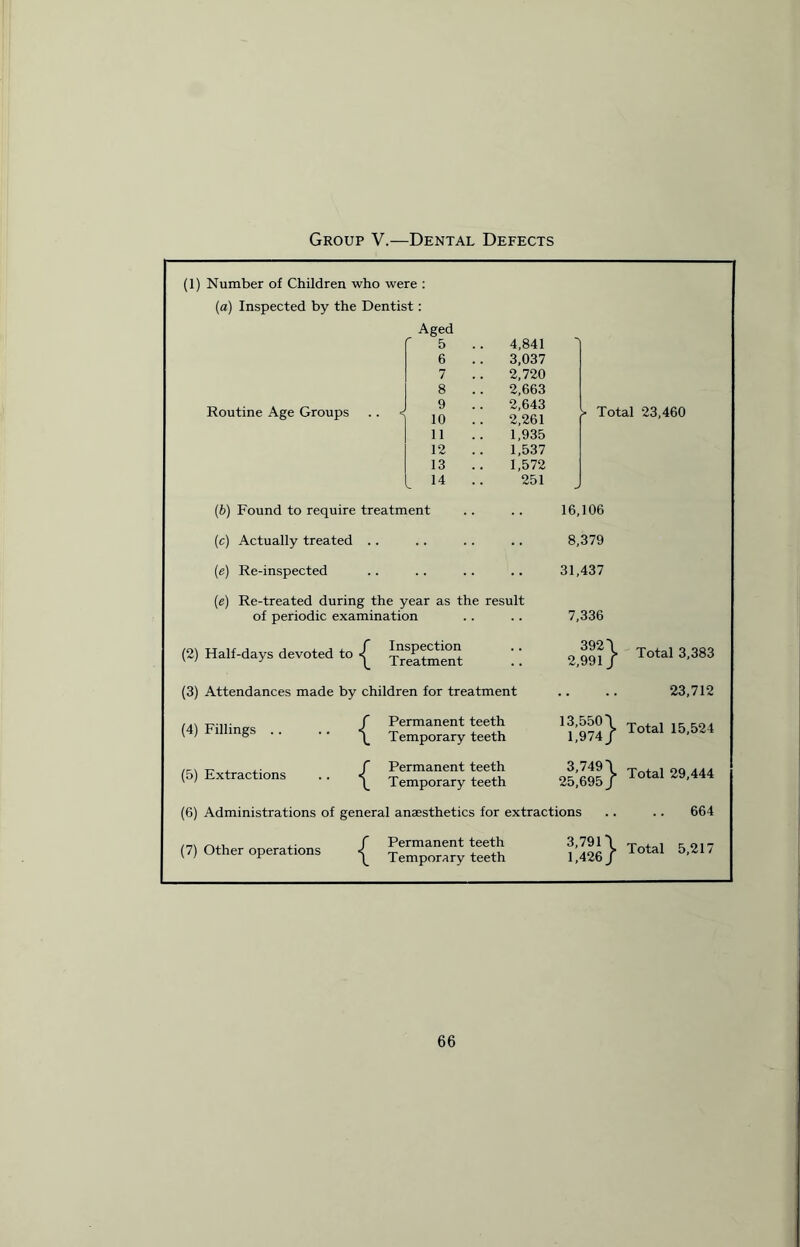 Group V.—Dental Defects
(1) Number of Children who were :
(a) Inspected by the Dentist :
Aged
5 .. 4,841
6 .. 3,037
7 .. 2,720
8 .. 2,663
9 .. 2,643
Routine Age Groups .. Total 23,460
10 .. 2,261
11 .. 1,935
12 .. 1,537
13 .. 1,572
14 .. 251
(b) Found to require treatment .. .. 16,106
(c) Actually treated .. .. .. .. 8,379
(e) Re-inspected .. .. .. .. 31,437
(e) Re-treated during the year as the result
of periodic examination .. .. 7,336
(2) Half-days devoted to { Inspection .. 392 } Total 3,383
Treatment .. 2,991
(3) Attendances made by children for treatment .. .. 23,712
(4) Fillings .. .. { Permanent teeth 13,550 } Total 15,524
Temporary teeth 1,974
(5) Extractions .. { Permanent teeth 3,749 } Total 29,444
Temporary teeth 25,695
(6) Administrations of general anæsthetics for extractions .. .. 664
(7) Other operations { Permanent teeth 3,791 } Total 5,217
Temporary teeth 1,426
66